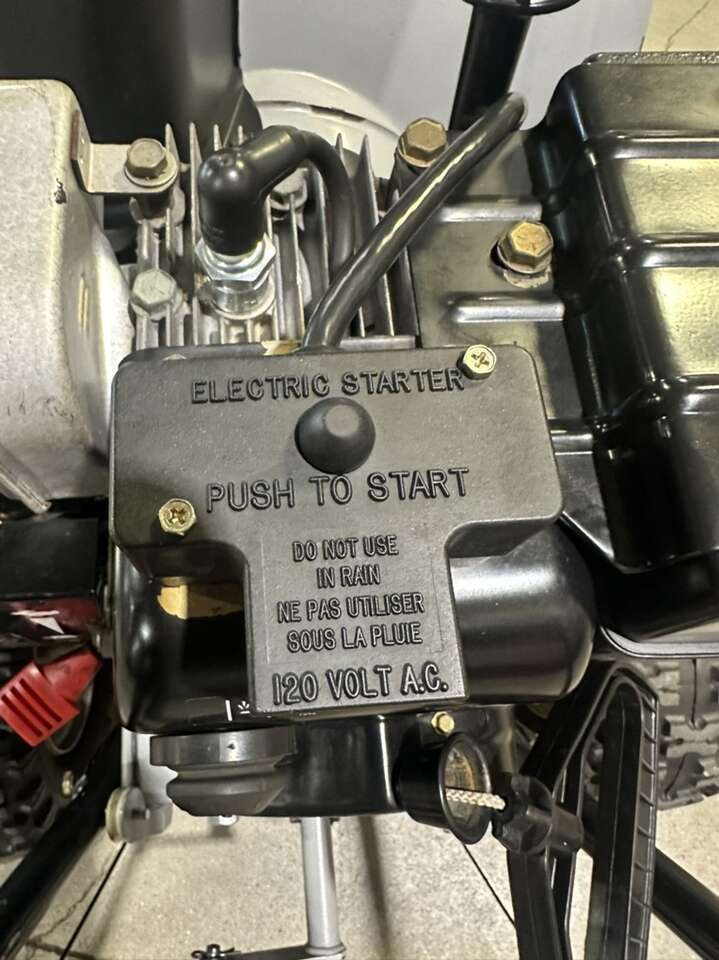 ELECTRIC STARTER
PUSH TO START
DO NOT USE
IN RAIN
NE PAS UTILISER
SOUS LA PLUIE
120 VOLT A.C.